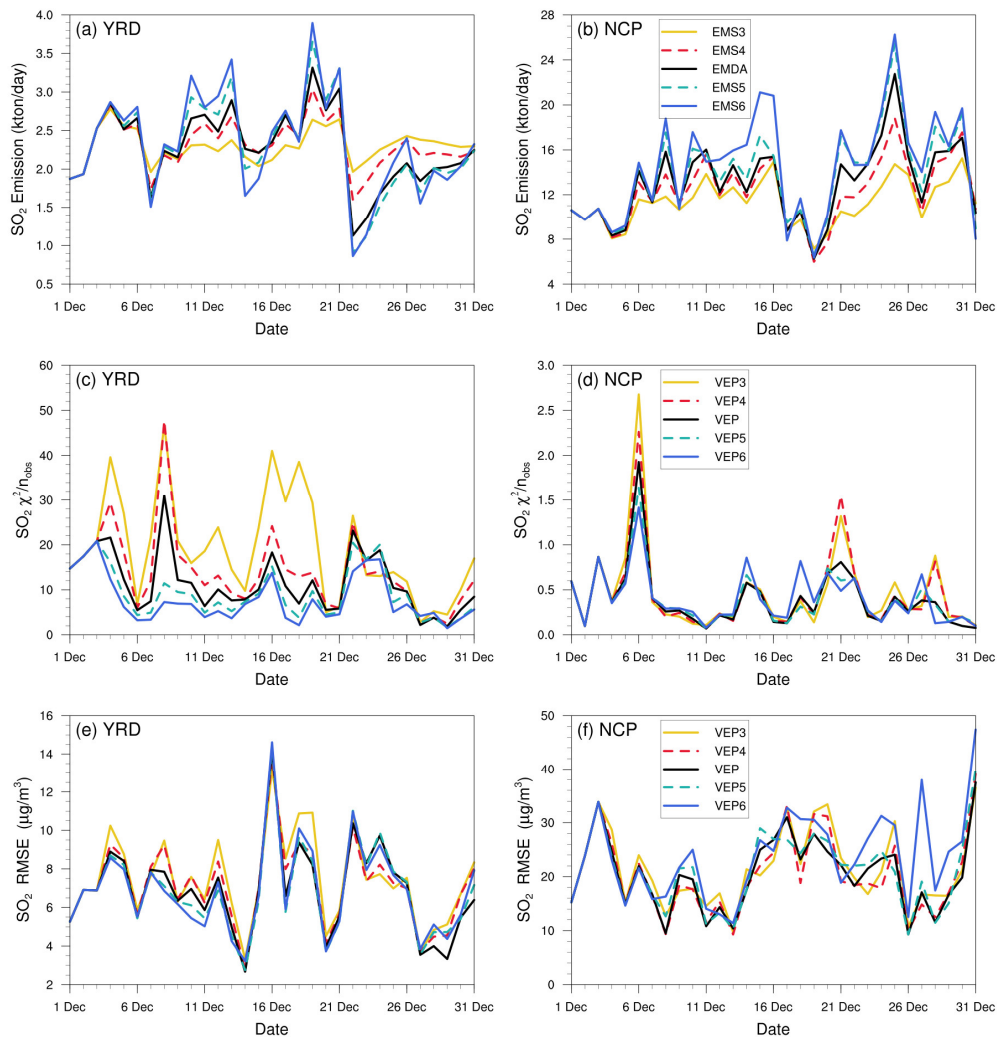 (a) YRD
SO2 Emission (kton/day)
4.0
3.5
3.0
2.5
2.0
1.5
1.0
0.5
1 Dec 6 Dec 11 Dec 16 Dec 21 Dec 26 Dec 31 Dec
Date
(b) NCP
SO2 Emission (kton/day)
28
24
20
16
12
8
4
EMS3
EMS4
EMDA
EMS5
EMS6
1 Dec 6 Dec 11 Dec 16 Dec 21 Dec 26 Dec 31 Dec
Date
(c) YRD
SO2 χ²/nobs
60
50
40
30
20
10
0
1 Dec 6 Dec 11 Dec 16 Dec 21 Dec 26 Dec 31 Dec
Date
(d) NCP
SO2 χ²/nobs
3.0
2.5
2.0
1.5
1.0
0.5
0.0
VEP3
VEP4
VEP
VEP5
VEP6
1 Dec 6 Dec 11 Dec 16 Dec 21 Dec 26 Dec 31 Dec
Date
(e) YRD
SO2 RMSE (μg/m³)
16
14
12
10
8
6
4
2
1 Dec 6 Dec 11 Dec 16 Dec 21 Dec 26 Dec 31 Dec
Date
(f) NCP
SO2 RMSE (μg/m³)
50
40
30
20
10
0
VEP3
VEP4
VEP
VEP5
VEP6
1 Dec 6 Dec 11 Dec 16 Dec 21 Dec 26 Dec 31 Dec
Date